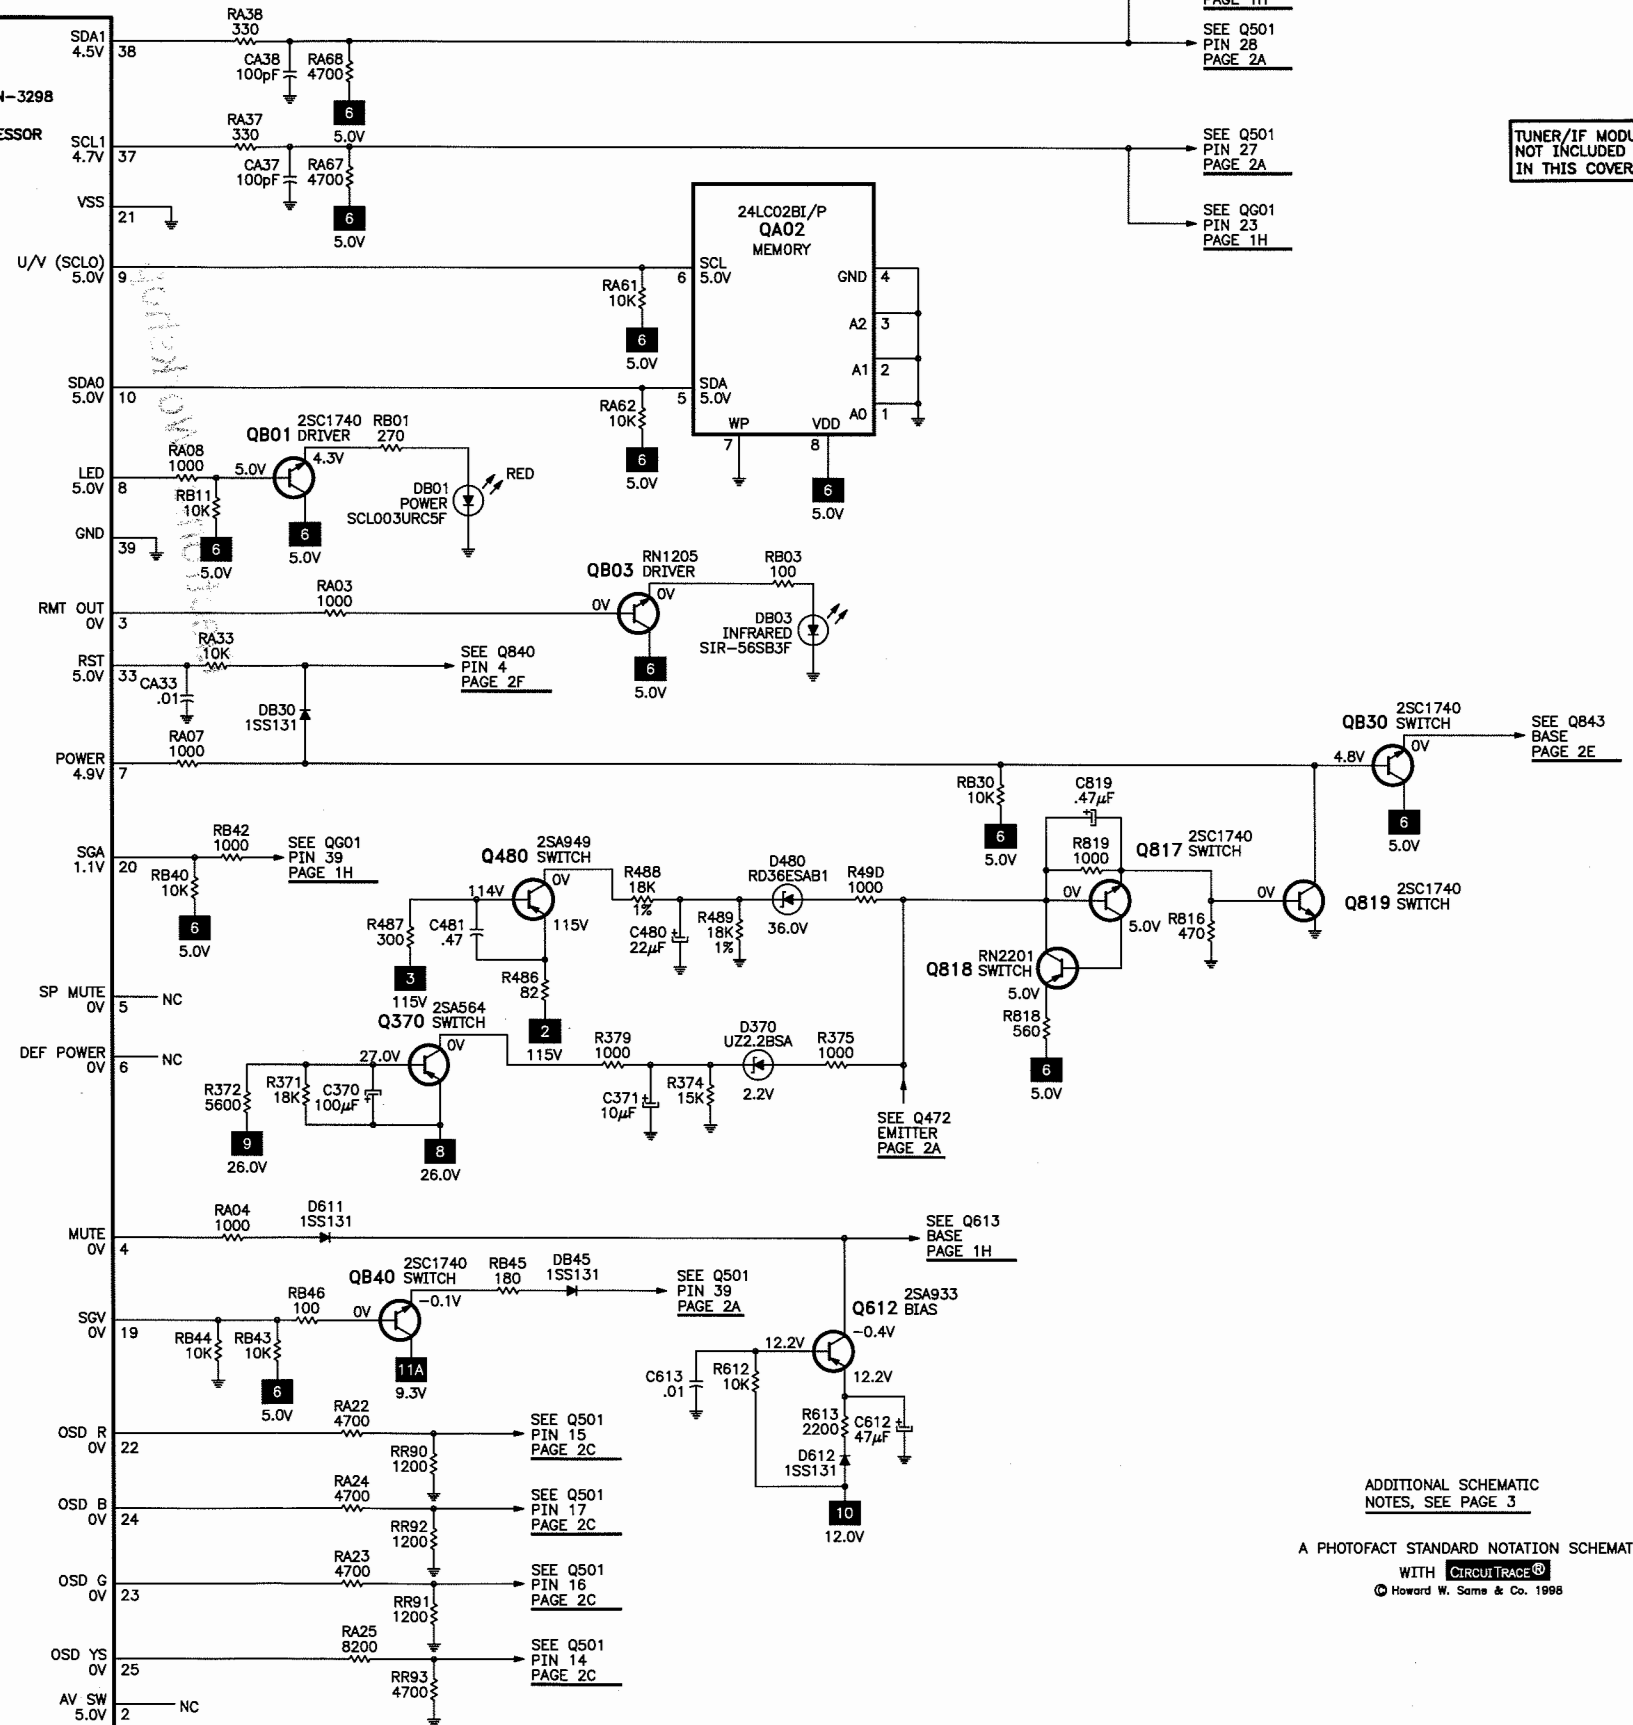 RA38
330
SDA1
4.5V 38
CA38
100pF
RA68
4700
6
5.0V
SEE Q501
PIN 28
PAGE 2A
N-3298
ESSOR
RA37
330
SCL1
4.7V 37
CA37
100pF
RA67
4700
6
5.0V
SEE Q501
PIN 27
PAGE 2A
SEE QG01
PIN 23
PAGE 1H
TUNER/IF MODU
NOT INCLUDED
IN THIS COVER
VSS
21
24LC02BI/P
QA02
MEMORY
6 SCL
5.0V
GND 4
A2 3
A1 2
A0 1
5 SDA
5.0V
WP
7
VDD
8
6
5.0V
U/V (SCLO)
5.0V 9
RA61
10K
6
5.0V
SDA0
5.0V 10
RA62
10K
6
5.0V
QB01 2SC1740
DRIVER
RB01
270
4.3V
5.0V
RA08
1000
LED
5.0V 8
RB11
10K
6
5.0V
6
5.0V
DB01
POWER
SCL003URC5F
RED
GND
39
QB03 RN1205
DRIVER
RB03
100
0V
0V
6
5.0V
DB03
INFRARED
SIR-56SB3F
RA03
1000
RMT OUT
0V 3
RA33
10K
RST
5.0V 33
CA33
.01
SEE Q840
PIN 4
PAGE 2F
DB30
1SS131
RA07
1000
POWER
4.9V 7
RB30
10K
6
5.0V
QB30 2SC1740
SWITCH
4.8V
0V
6
5.0V
SEE Q843
BASE
PAGE 2E
C819
.47µF
R819
1000
Q817 2SC1740
SWITCH
0V
5.0V
R816
470
0V
Q819 2SC1740
SWITCH
Q818 RN2201
SWITCH
5.0V
R818
560
6
5.0V
SGA
1.1V 20
RB42
1000
RB40
10K
6
5.0V
SEE QG01
PIN 39
PAGE 1H
Q480 2SA949
SWITCH
0V
114V
115V
R487
300
C481
.47
3
115V
R486
82
2
115V
R488
18K
1%
C480
22µF
R489
18K
1%
D480
RD36ESAB1
36.0V
R49D
1000
SP MUTE
0V 5 NC
DEF POWER
0V 6 NC
Q370 2SA564
SWITCH
0V
27.0V
R372
5600
R371
18K
C370
100µF
9
26.0V
8
26.0V
R379
1000
C371
10µF
R374
15K
D370
UZ2.2BSA
2.2V
R375
1000
SEE Q472
EMITTER
PAGE 2A
MUTE
0V 4
RA04
1000
D611
1SS131
SEE Q613
BASE
PAGE 1H
QB40 2SC1740
SWITCH
-0.1V
0V
11A
9.3V
RB45
180
DB45
1SS131
SEE Q501
PIN 39
PAGE 2A
SGV
0V 19
RB46
100
RB44
10K
RB43
10K
6
5.0V
Q612 2SA933
BIAS
-0.4V
12.2V
12.2V
C613
.01
R612
10K
R613
2200
C612
47µF
D612
1SS131
10
12.0V
OSD R
0V 22
RA22
4700
RR90
1200
SEE Q501
PIN 15
PAGE 2C
OSD B
0V 24
RA24
4700
RR92
1200
SEE Q501
PIN 17
PAGE 2C
OSD G
0V 23
RA23
4700
RR91
1200
SEE Q501
PIN 16
PAGE 2C
OSD YS
0V 25
RA25
8200
RR93
4700
SEE Q501
PIN 14
PAGE 2C
AV SW
5.0V 2 NC
ADDITIONAL SCHEMATIC
NOTES, SEE PAGE 3
A PHOTOFACT STANDARD NOTATION SCHEMAT
WITH CIRCUITRACE®
© Howard W. Sams & Co. 1998